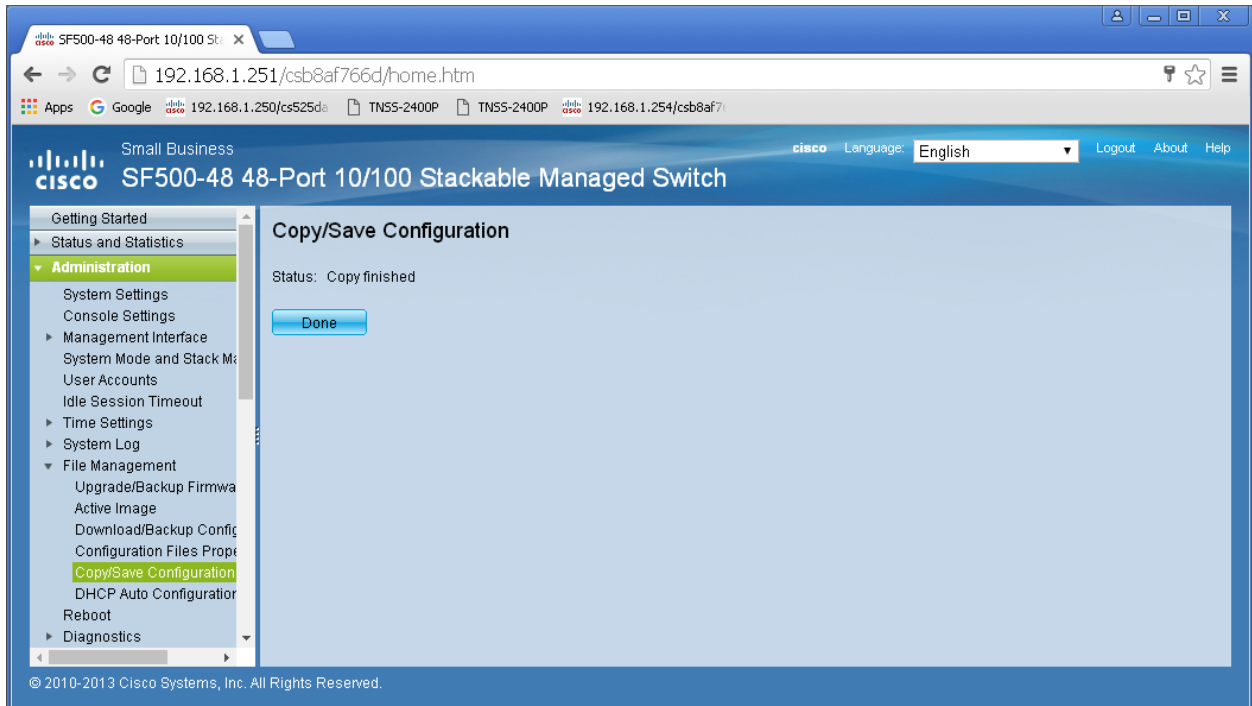 SF500-48 48-Port 10/100 Sta
192.168.1.251/csb8af766d/home.htm
Apps Google 192.168.1.250/cs525da TNSS-2400P TNSS-2400P 192.168.1.254/csb8af76
Small Business
cisco Language: English Logout About Help
CISCO SF500-48 48-Port 10/100 Stackable Managed Switch
Getting Started
Status and Statistics
Administration
System Settings
Console Settings
Management Interface
System Mode and Stack Ma
User Accounts
Idle Session Timeout
Time Settings
System Log
File Management
Upgrade/Backup Firmwa
Active Image
Download/Backup Config
Configuration Files Prope
Copy/Save Configuration
DHCP Auto Configuration
Reboot
Diagnostics
Copy/Save Configuration
Status: Copy finished
Done
© 2010-2013 Cisco Systems, Inc. All Rights Reserved.